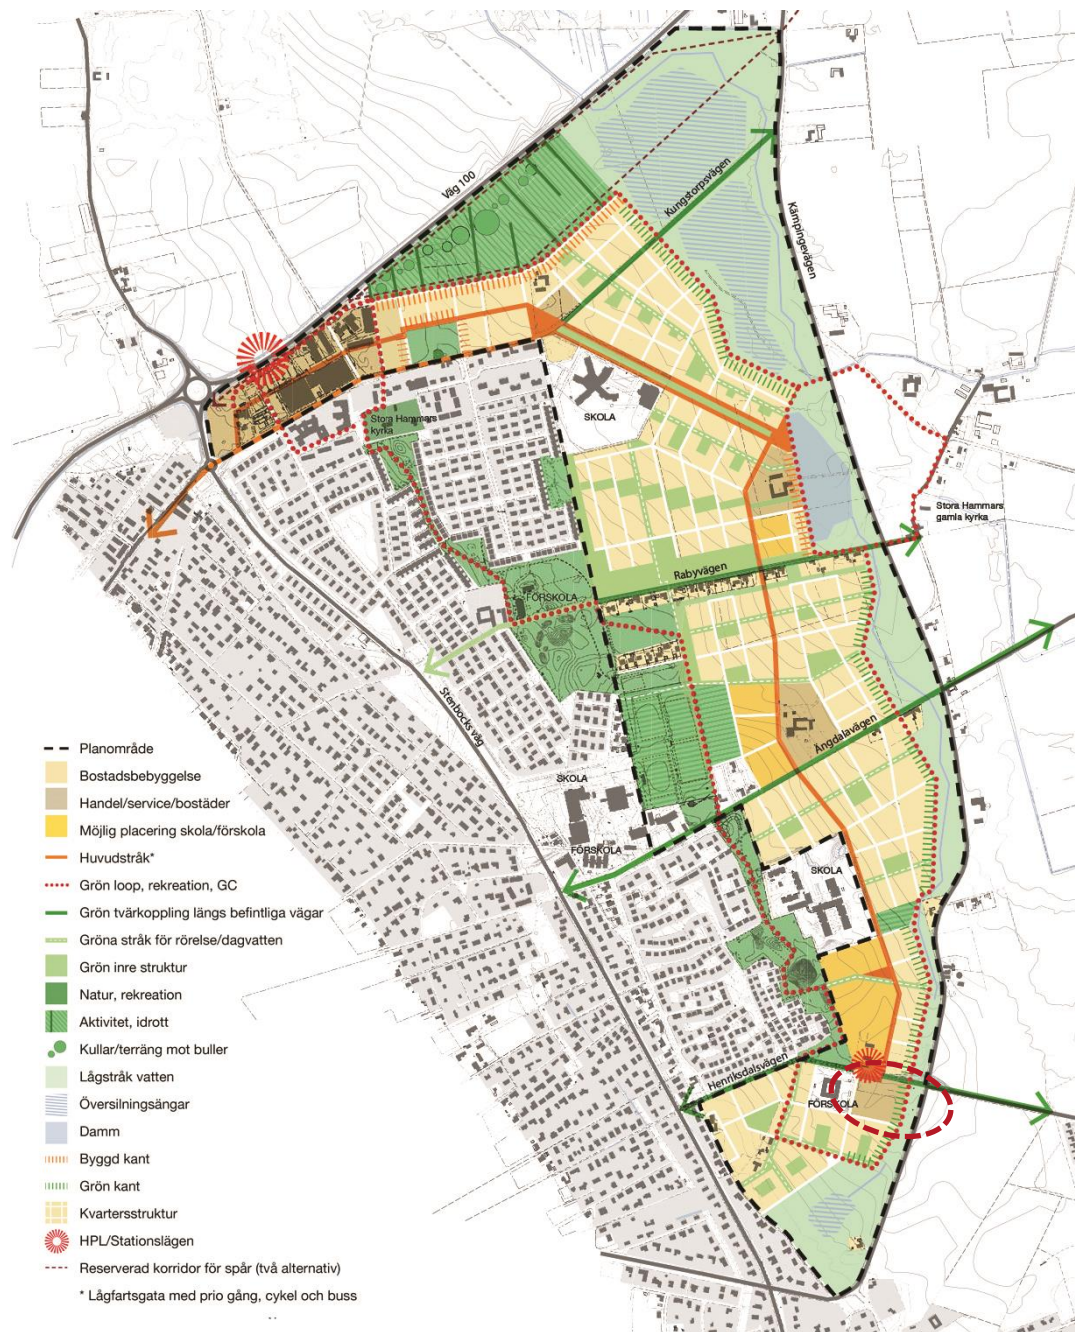 Väg 100
Kungstorpsvägen
Kämpingevägen
SKOLA
Stora Hammars
kyrka
Stora Hammars
gamla kyrka
Rabyvägen
FÖRSKOLA
Ängdalavägen
Stenbocks väg
SKOLA
FÖRSKOLA
SKOLA
Henriksdalsvägen
FÖRSKOLA
Planområde
Bostadsbebyggelse
Handel/service/bostäder
Möjlig placering skola/förskola
Huvudstråk*
Grön loop, rekreation, GC
Grön tvärkoppling längs befintliga vägar
Gröna stråk för rörelse/dagvatten
Grön inre struktur
Natur, rekreation
Aktivitet, idrott
Kullar/terräng mot buller
Lågstråk vatten
Översilningsängar
Damm
Byggd kant
Grön kant
Kvartersstruktur
HPL/Stationslägen
Reserverad korridor för spår (två alternativ)
* Lågfartsgata med prio gång, cykel och buss